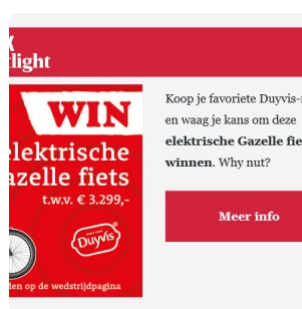 tlight
WIN
elektrische
azelle fiets
t.w.v. € 3.299,-
Duyvis
den op de wedstrijdpagina
Koop je favoriete Duyvis-
en waag je kans om deze
elektrische Gazelle fie
winnen. Why nut?
Meer info